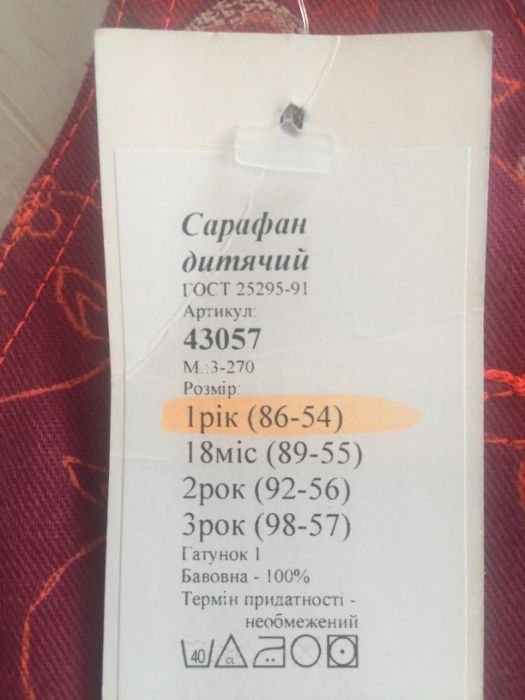 Сарафан
дитячий
ГОСТ 25295-91
Артикул:
43057
М.:3-270
Розмір:
1рік (86-54)
18міс (89-55)
2рок (92-56)
3рок (98-57)
Гатунок 1
Бавовна - 100%
Термін придатності -
необмежений
40 CL